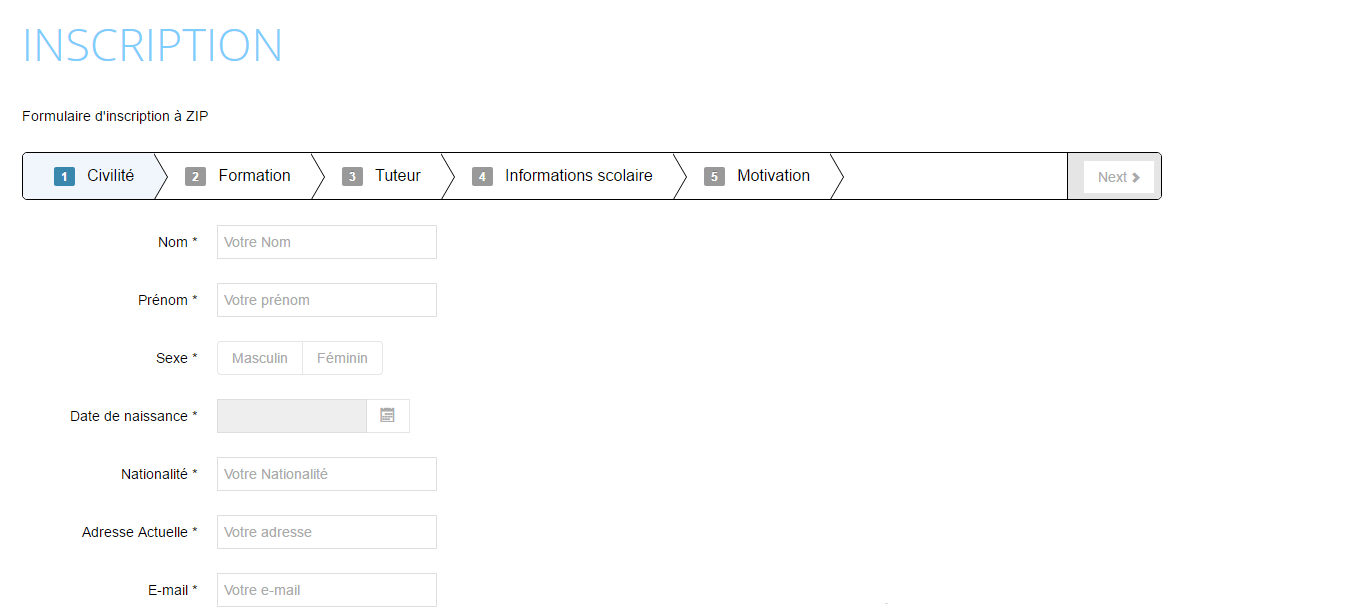 INSCRIPTION
Formulaire d'inscription à ZIP
1 Civilité 2 Formation 3 Tuteur 4 Informations scolaire 5 Motivation Next
Nom * Votre Nom
Prénom * Votre prénom
Sexe * Masculin Féminin
Date de naissance *
Nationalité * Votre Nationalité
Adresse Actuelle * Votre adresse
E-mail * Votre e-mail